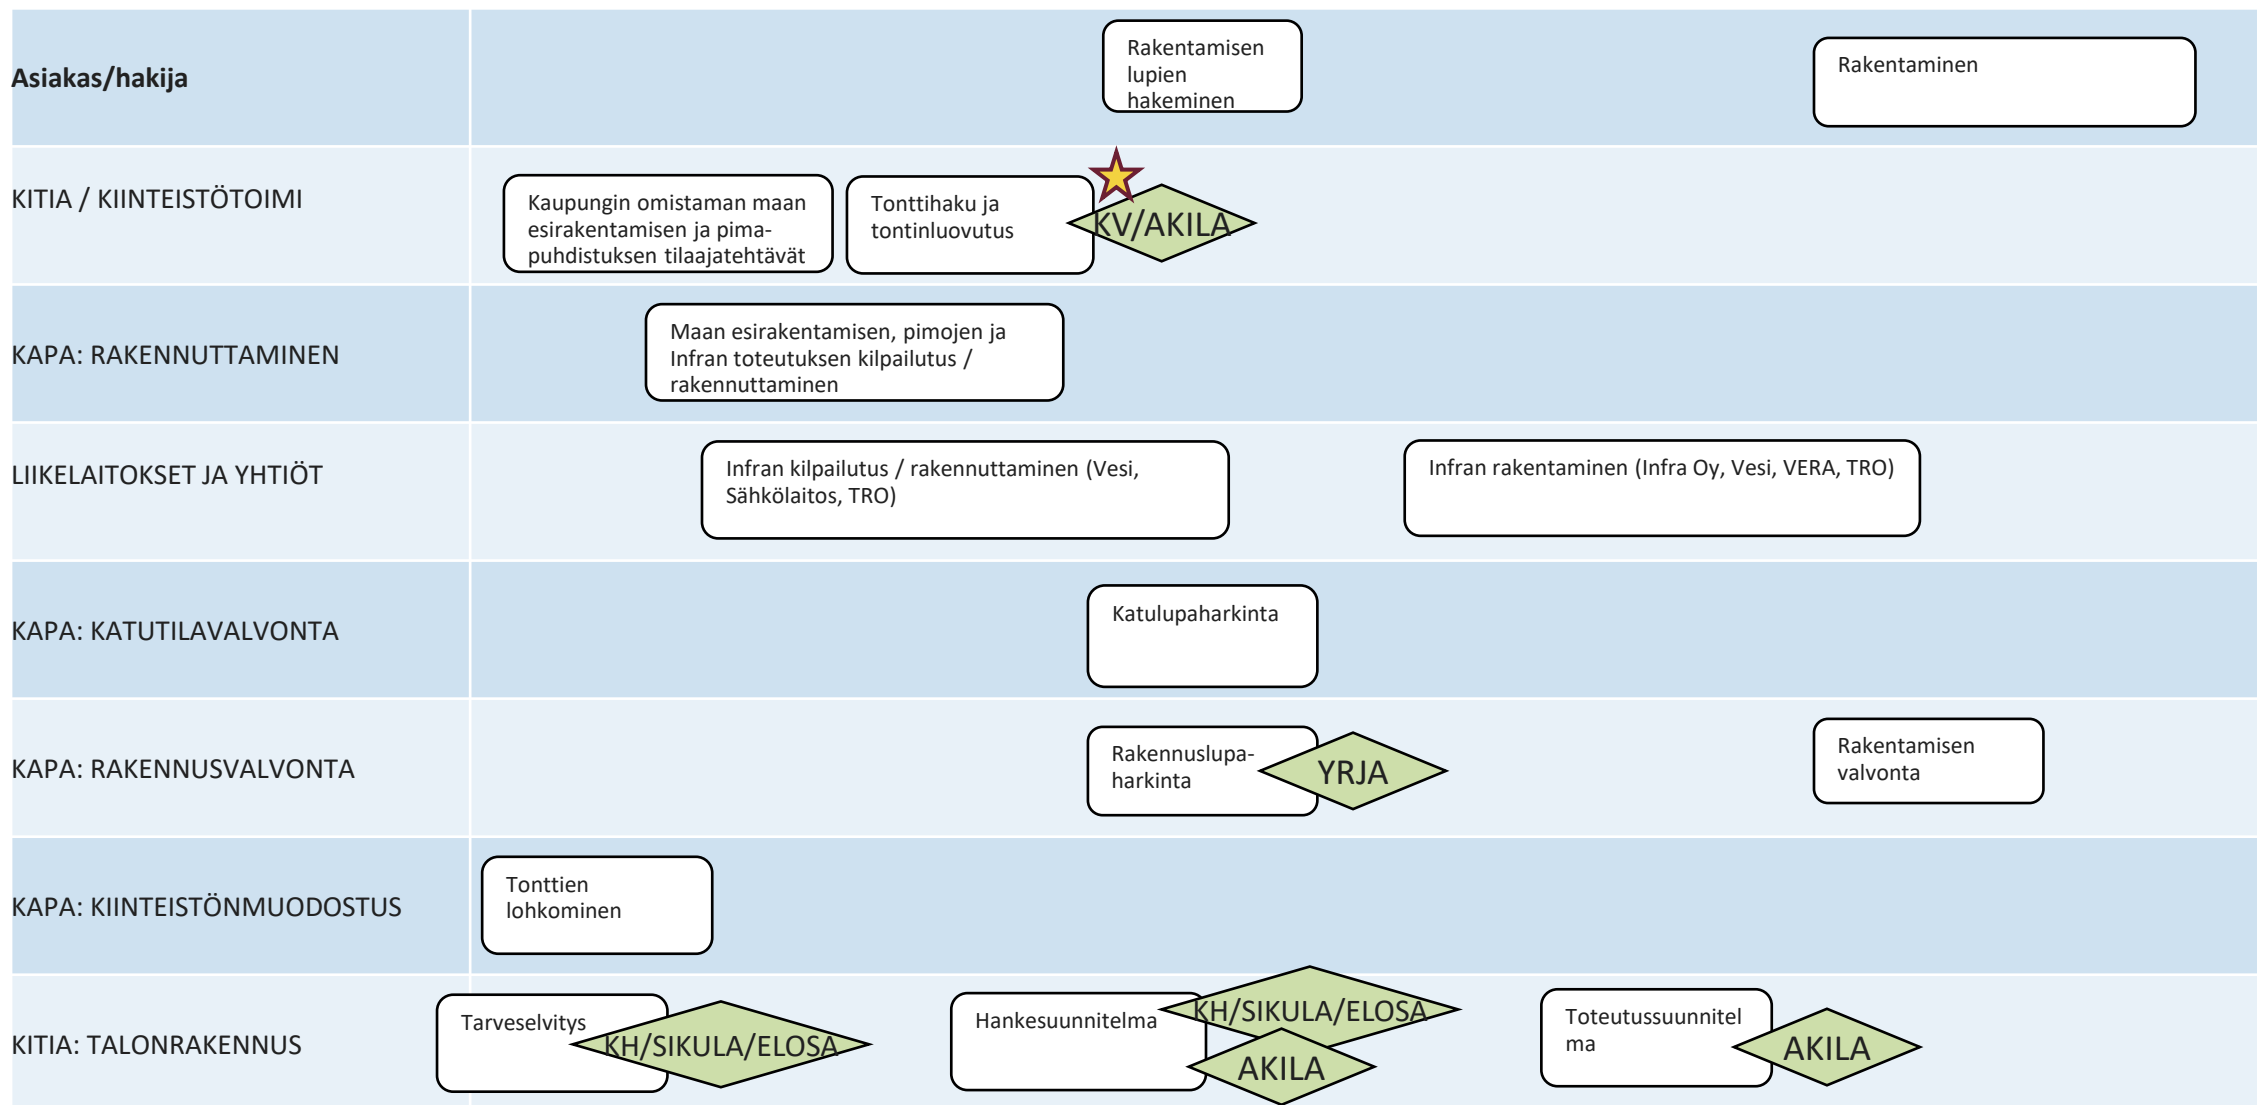 Asiakas/hakija
Rakentamisen
lupien
hakeminen
Rakentaminen
KITIA / KIINTEISTÖTOIMI
Kaupungin omistaman maan
esirakentamisen ja pima-
puhdistuksen tilaajatehtävät
Tonttihaku ja
tontinluovutus
KV/AKILA
KAPA: RAKENNUTTAMINEN
Maan esirakentamisen, pimojen ja
Infran toteutuksen kilpailutus /
rakennuttaminen
LIIKELAITOKSET JA YHTIÖT
Infran kilpailutus / rakennuttaminen (Vesi,
Sähkölaitos, TRO)
Infran rakentaminen (Infra Oy, Vesi, VERA, TRO)
KAPA: KATUTILAVALVONTA
Katulupaharkinta
KAPA: RAKENNUSVALVONTA
Rakennuslupa-
harkinta
YRJA
Rakentamisen
valvonta
KAPA: KIINTEISTÖNMUODOSTUS
Tonttien
lohkominen
KITIA: TALONRAKENNUS
Tarveselvitys
KH/SIKULA/ELOSA
Hankesuunnitelma
KH/SIKULA/ELOSA
AKILA
Toteutussuunnitel
ma
AKILA